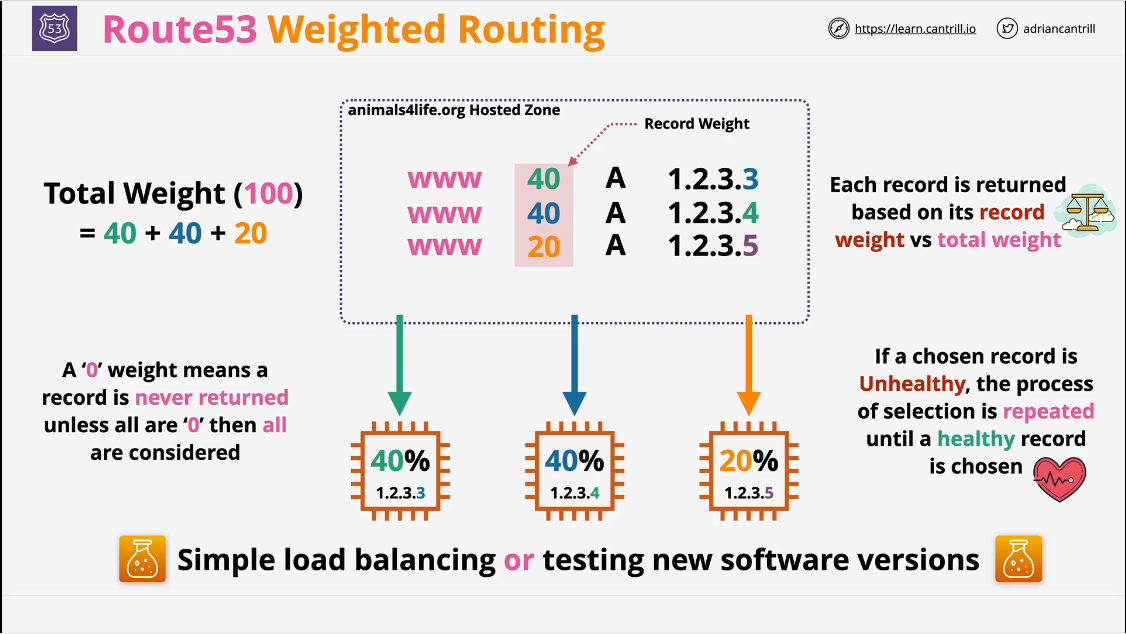 53
Route53 Weighted Routing
https://learn.cantrill.io
adriancantrill
animals4life.org Hosted Zone
Record Weight
www 40 A 1.2.3.3
www 40 A 1.2.3.4
www 20 A 1.2.3.5
Total Weight (100)
= 40 + 40 + 20
Each record is returned
based on its record
weight vs total weight
A ‘0’ weight means a
record is never returned
unless all are ‘0’ then all
are considered
40%
1.2.3.3
40%
1.2.3.4
20%
1.2.3.5
If a chosen record is
Unhealthy, the process
of selection is repeated
until a healthy record
is chosen
Simple load balancing or testing new software versions